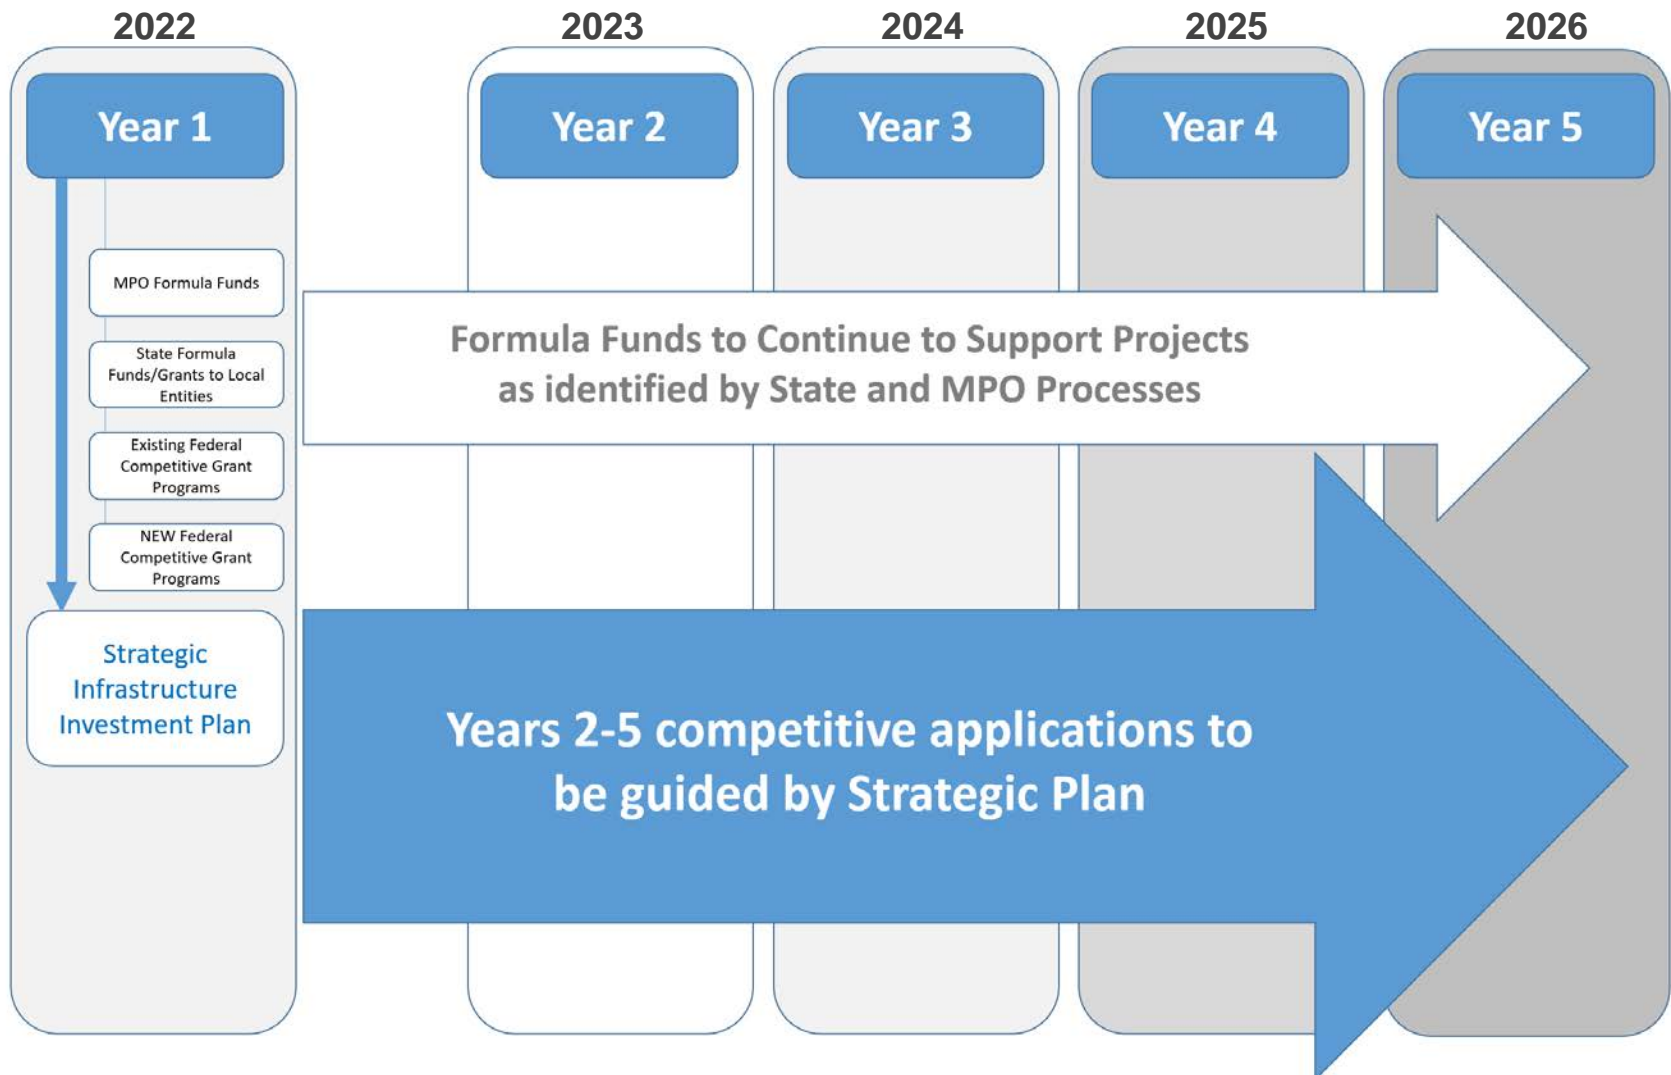 2022
2023
2024
2025
2026
Year 1
Year 2
Year 3
Year 4
Year 5
MPO Formula Funds
State Formula
Funds/Grants to Local
Entities
Existing Federal
Competitive Grant
Programs
NEW Federal
Competitive Grant
Programs
Strategic
Infrastructure
Investment Plan
Formula Funds to Continue to Support Projects
as identified by State and MPO Processes
Years 2-5 competitive applications to
be guided by Strategic Plan